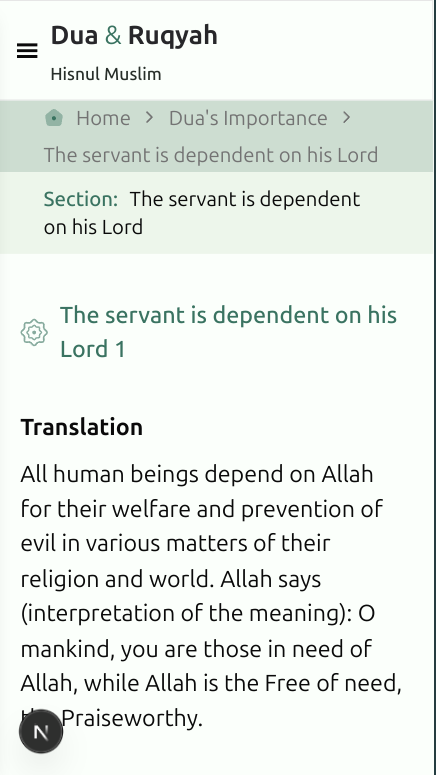 Dua & Ruqyah
Hisnul Muslim
Home > Dua's Importance >
The servant is dependent on his Lord
Section: The servant is dependent
on his Lord
The servant is dependent on his
Lord 1
Translation
All human beings depend on Allah
for their welfare and prevention of
evil in various matters of their
religion and world. Allah says
(interpretation of the meaning): O
mankind, you are those in need of
Allah, while Allah is the Free of need,
Praiseworthy.
N